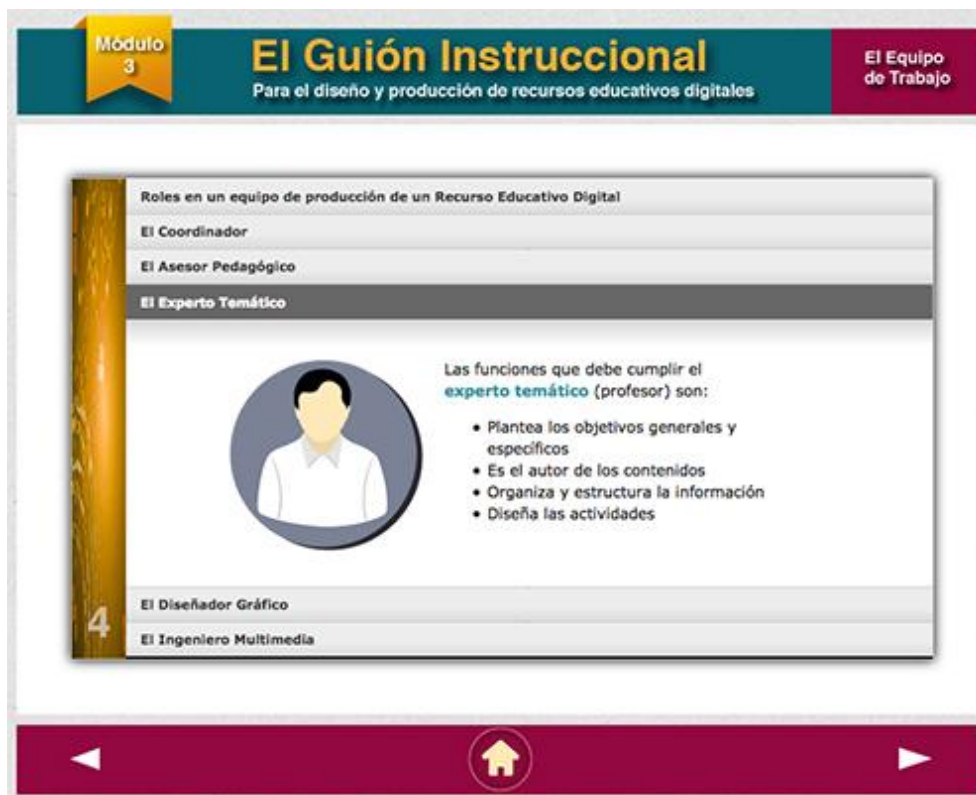 Módulo
3
El Guión Instruccional
Para el diseño y producción de recursos educativos digitales
El Equipo
de Trabajo
Roles en un equipo de producción de un Recurso Educativo Digital
El Coordinador
El Asesor Pedagógico
El Experto Temático
Las funciones que debe cumplir el
experto temático (profesor) son:
• Plantea los objetivos generales y
específicos
• Es el autor de los contenidos
• Organiza y estructura la información
• Diseña las actividades
El Diseñador Gráfico
4
El Ingeniero Multimedia